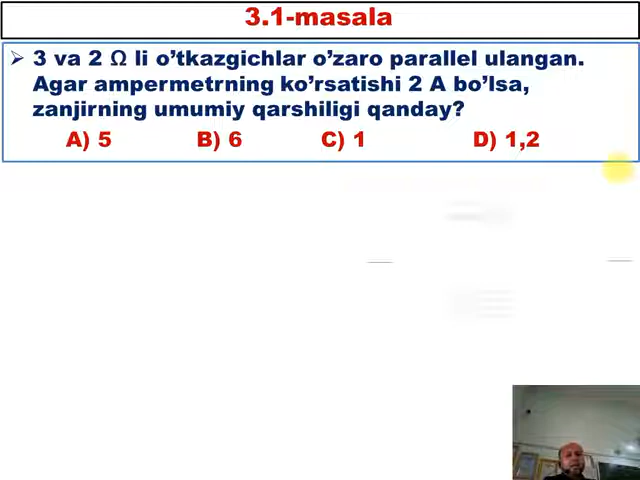 3.1-masala
➢ 3 va 2 Ω li o’tkazgichlar o’zaro parallel ulangan.
Agar ampermetrning ko’rsatishi 2 A bo’lsa,
zanjirning umumiy qarshiligi qanday?
A) 5 B) 6 C) 1 D) 1,2